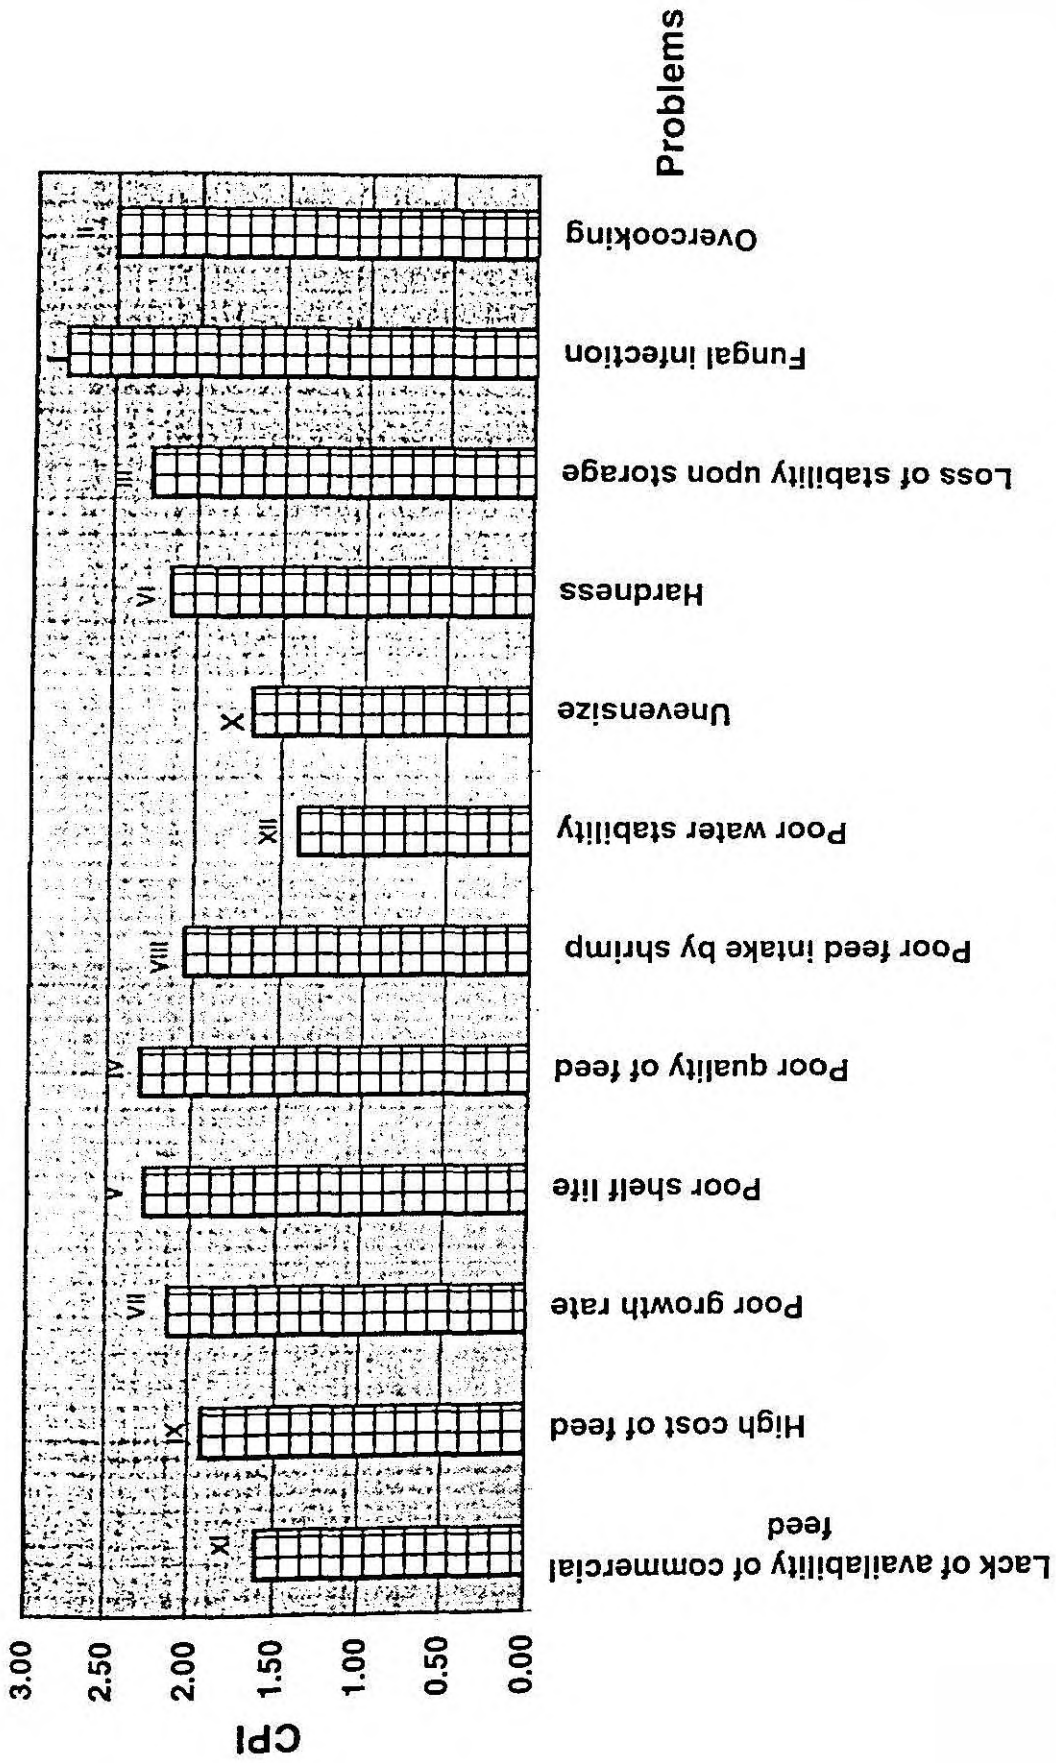 CPI
3.00
2.50
2.00
1.50
1.00
0.50
0.00
XI
IX
VII
V
IV
VIII
XII
X
VI
III
I
II
Lack of availability of commercial
feed
High cost of feed
Poor growth rate
Poor shelf life
Poor quality of feed
Poor feed intake by shrimp
Poor water stability
Unevensize
Hardness
Loss of stability upon storage
Fungal infection
Overcooking
Problems